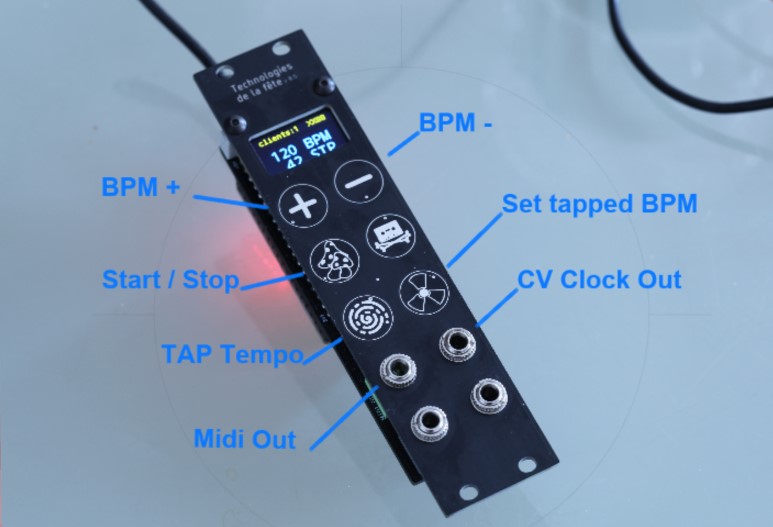 Technologies
de la fête
clients:1
120 BPM
42 STP
BPM -
BPM +
Set tapped BPM
Start / Stop
CV Clock Out
TAP Tempo
Midi Out